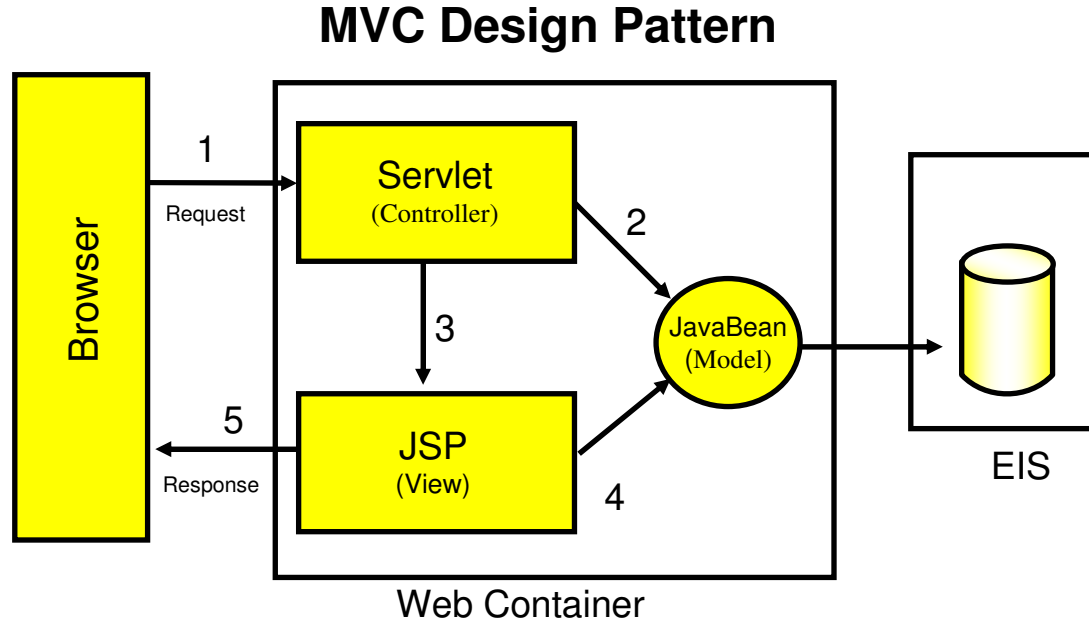 MVC Design Pattern
Browser
1
Request
Servlet
(Controller)
2
3
JavaBean
(Model)
JSP
(View)
4
5
Response
EIS
Web Container